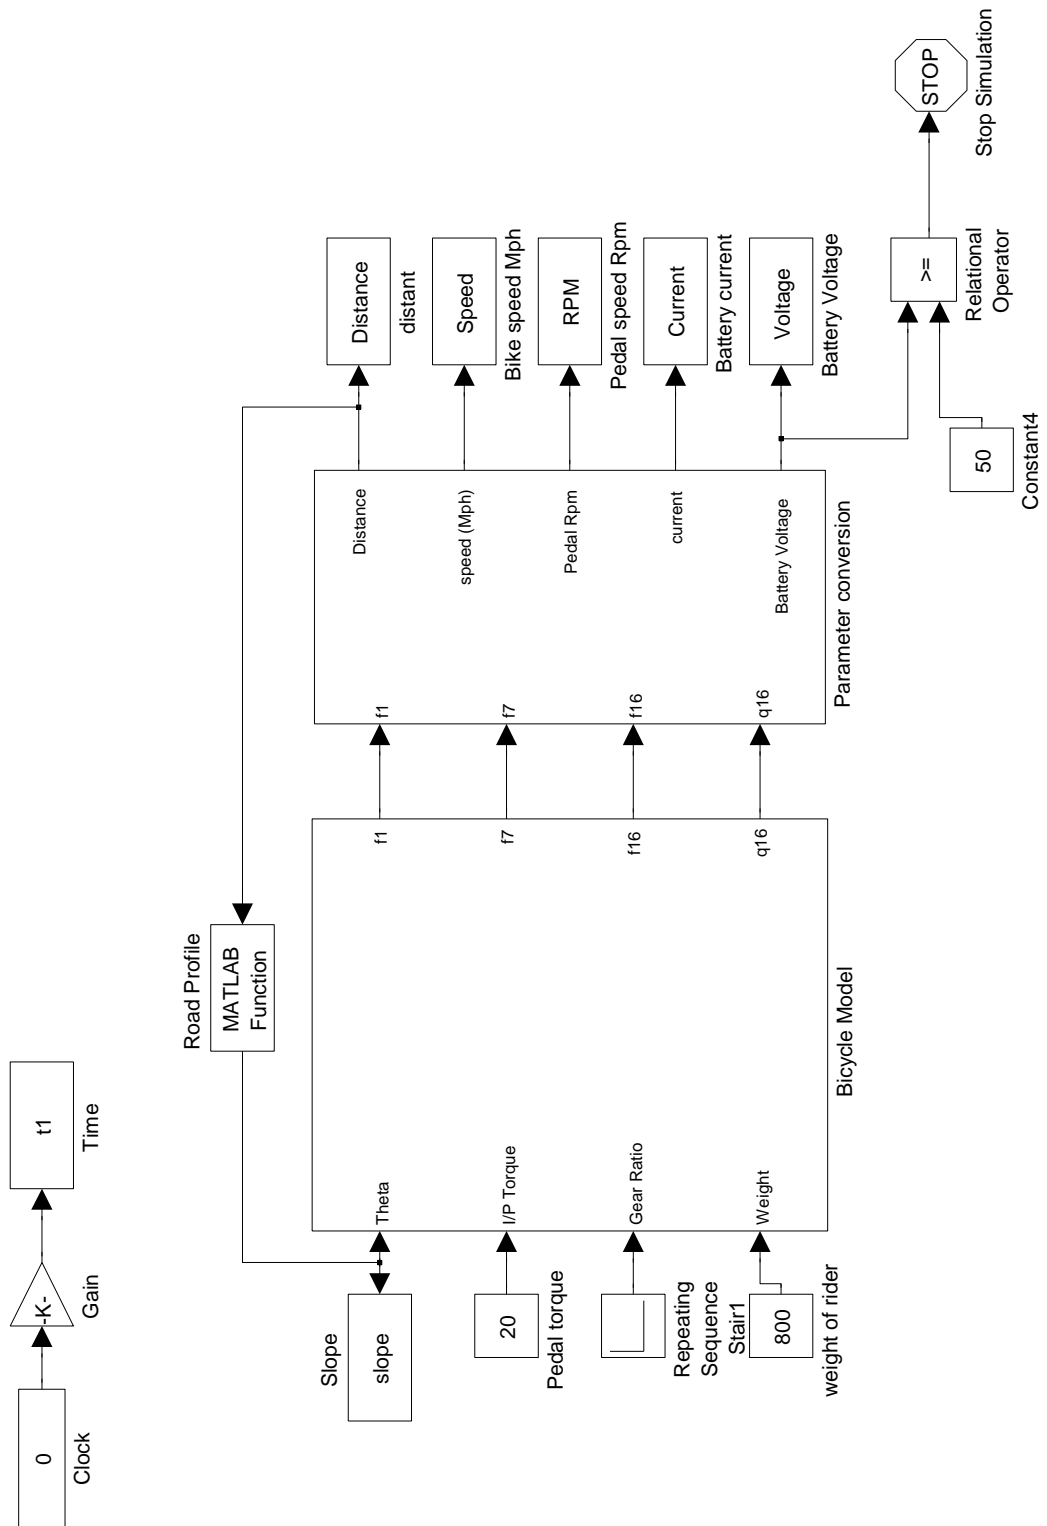 0
Clock
-K-
Gain
t1
Time
Road Profile
MATLAB
Function
Slope
slope
20
Pedal torque
Repeating
Sequence
Stair1
800
weight of rider
Theta
I/P Torque
Gear Ratio
Weight
f1
f7
f16
q16
Bicycle Model
f1
f7
f16
q16
Distance
speed (Mph)
Pedal Rpm
current
Battery Voltage
Parameter conversion
Distance
distant
Speed
Bike speed Mph
RPM
Pedal speed Rpm
Current
Battery current
Voltage
Battery Voltage
50
Constant4
>=
Relational
Operator
STOP
Stop Simulation